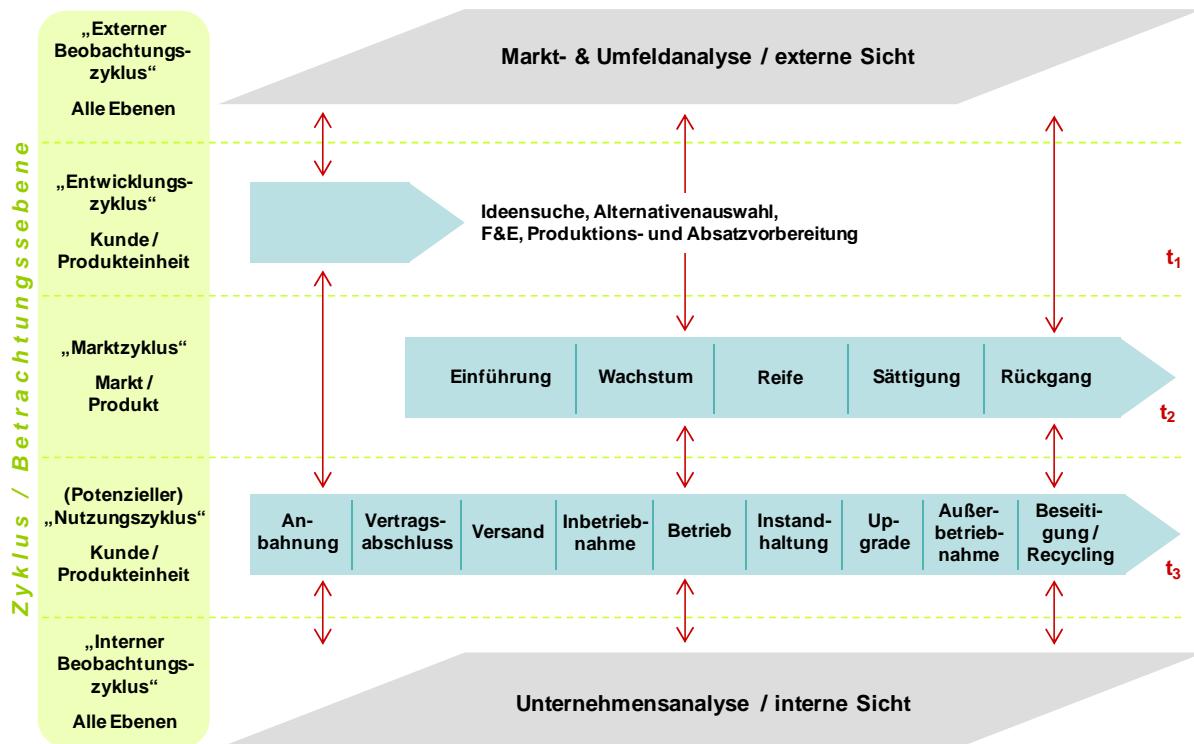 Zyklus / Betrachtungssebene
„Externer
Beobachtungs-
zyklus“
Alle Ebenen
Markt- & Umfeldanalyse / externe Sicht
„Entwicklungs-
zyklus“
Kunde /
Produkteinheit
Ideensuche, Alternativenauswahl,
F&E, Produktions- und Absatzvorbereitung
t1
„Marktzyklus“
Markt /
Produkt
Einführung
Wachstum
Reife
Sättigung
Rückgang
t2
(Potenzieller)
„Nutzungszyklus“
Kunde /
Produkteinheit
An-
bahnung
Vertrags-
abschluss
Versand
Inbetrieb-
nahme
Betrieb
Instand-
haltung
Up-
grade
Außer-
betrieb-
nahme
Beseiti-
gung /
Recycling
t3
„Interner
Beobachtungs-
zyklus“
Alle Ebenen
Unternehmensanalyse / interne Sicht